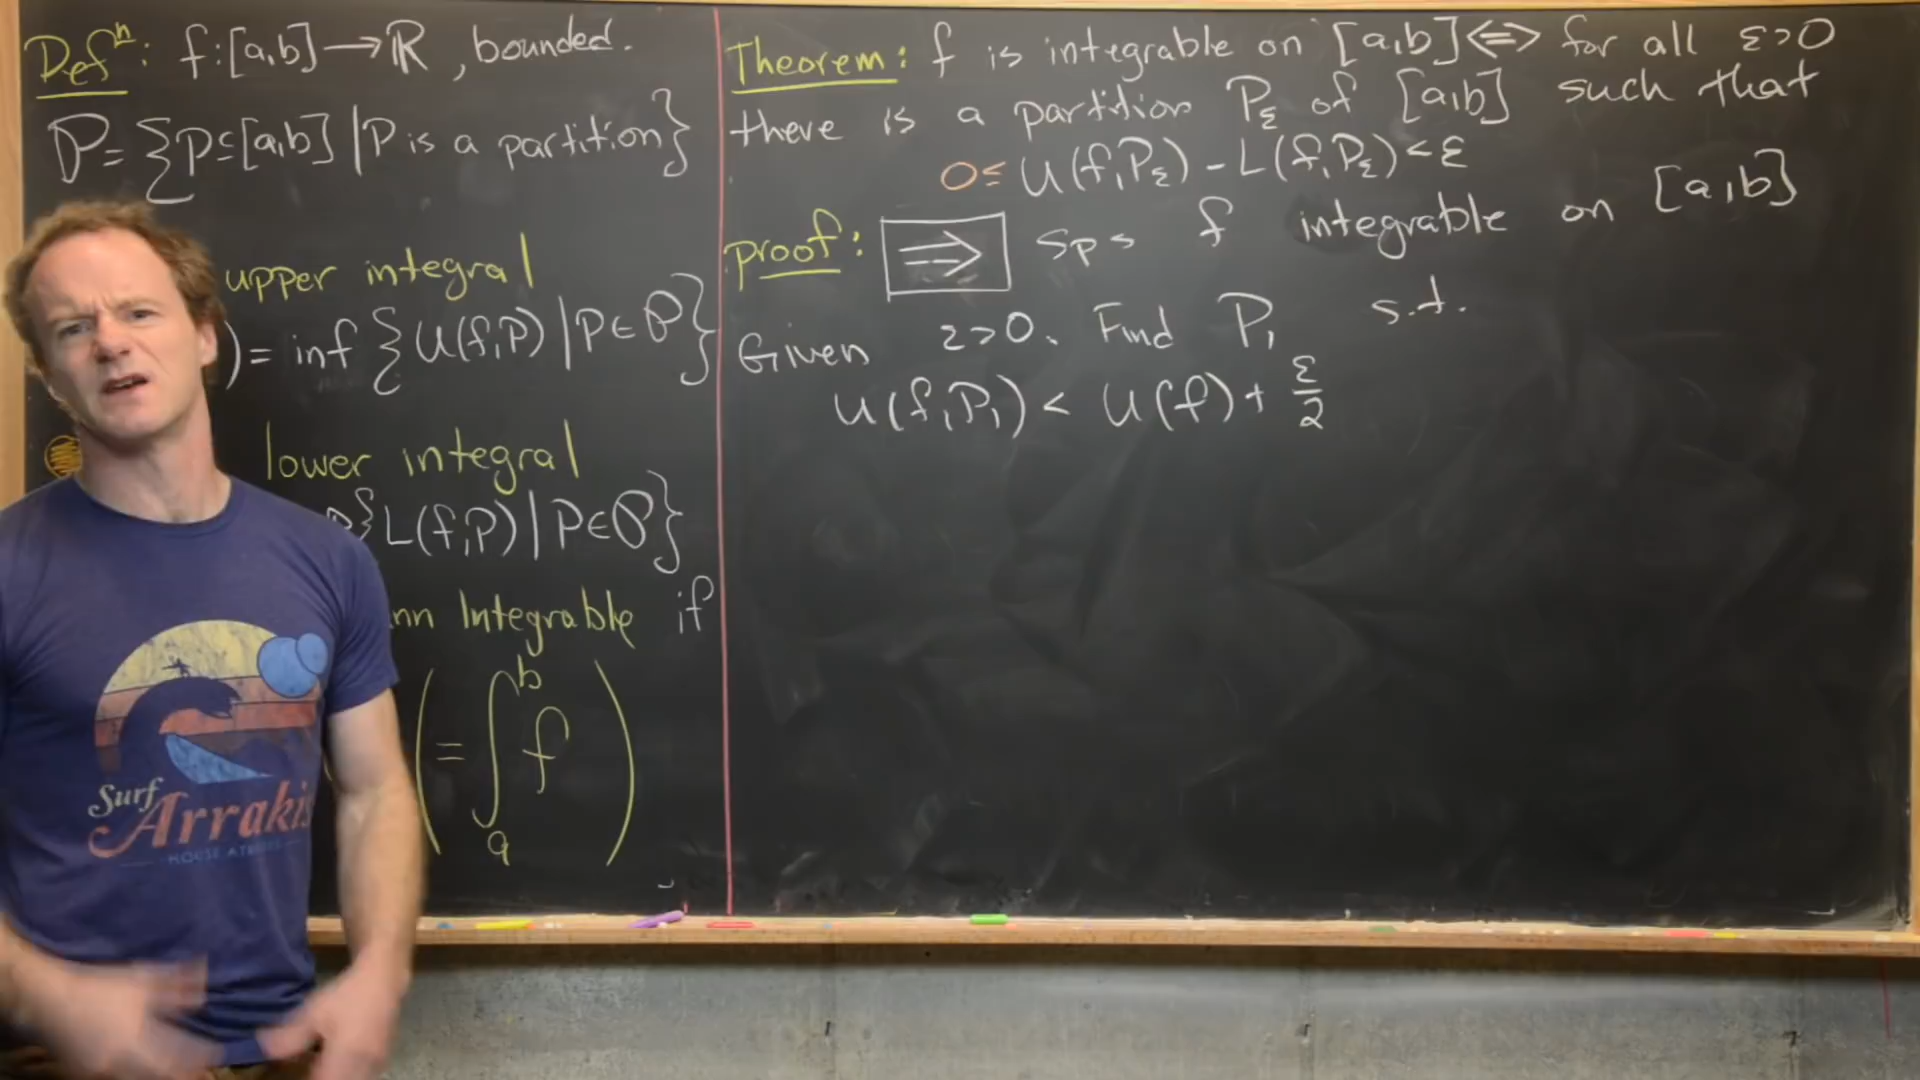 Defⁿ: f:[a,b]→ℝ, bounded.
𝒫={P⊆[a,b] | P is a partition}
upper integral
)= inf {U(f,P) | P∈𝒫}
lower integral
{L(f,P) | P∈𝒫}
nn Integrable if
(= ∫_a^b f)
Theorem: f is integrable on [a,b] ⟺ for all ε>0
there is a partition P_ε of [a,b] such that
0≤ U(f,P_ε) - L(f,P_ε) < ε
proof: ⟹ Sps f integrable on [a,b]
Given ε>0. Find P₁ s.t.
U(f,P₁) < U(f) + ε/2
Surf
Arrakis